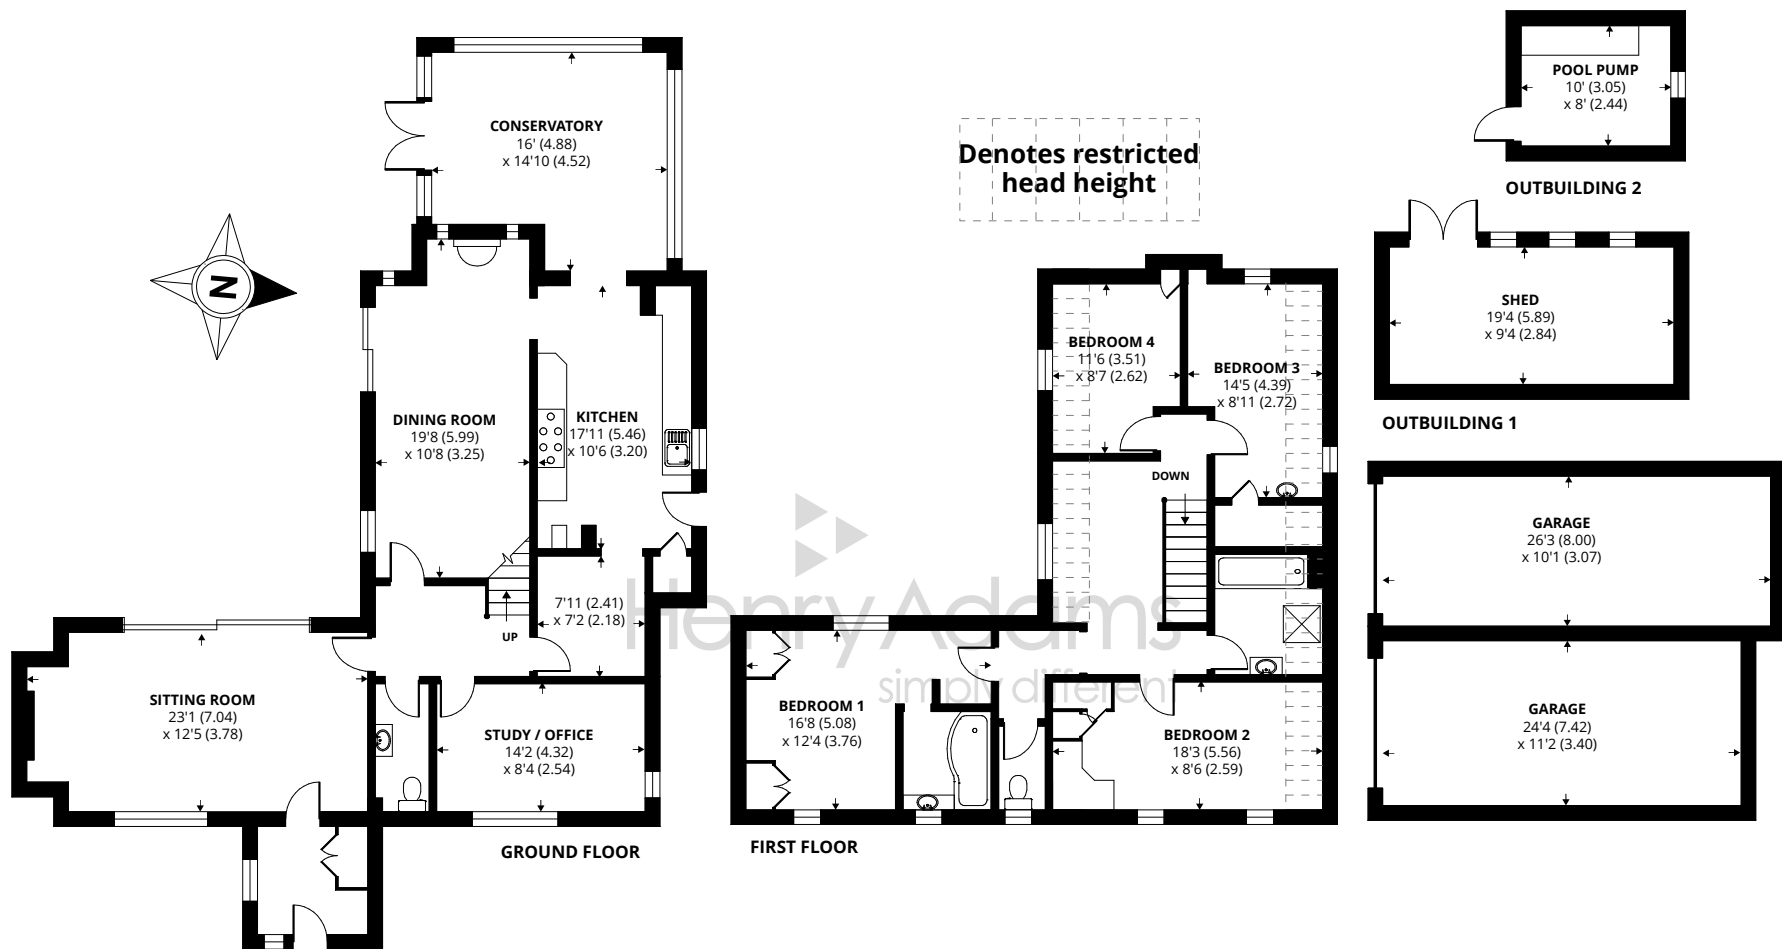 CONSERVATORY
16' (4.88)
x 14'10 (4.52)
N
DINING ROOM
19'8 (5.99)
x 10'8 (3.25)
KITCHEN
17'11 (5.46)
x 10'6 (3.20)
7'11 (2.41)
x 7'2 (2.18)
UP
SITTING ROOM
23'1 (7.04)
x 12'5 (3.78)
STUDY / OFFICE
14'2 (4.32)
x 8'4 (2.54)
GROUND FLOOR
Denotes restricted
head height
BEDROOM 4
11'6 (3.51)
x 8'7 (2.62)
BEDROOM 3
14'5 (4.39)
x 8'11 (2.72)
DOWN
Henry Adams
simply different
BEDROOM 1
16'8 (5.08)
x 12'4 (3.76)
BEDROOM 2
18'3 (5.56)
x 8'6 (2.59)
FIRST FLOOR
POOL PUMP
10' (3.05)
x 8' (2.44)
OUTBUILDING 2
SHED
19'4 (5.89)
x 9'4 (2.84)
OUTBUILDING 1
GARAGE
26'3 (8.00)
x 10'1 (3.07)
GARAGE
24'4 (7.42)
x 11'2 (3.40)